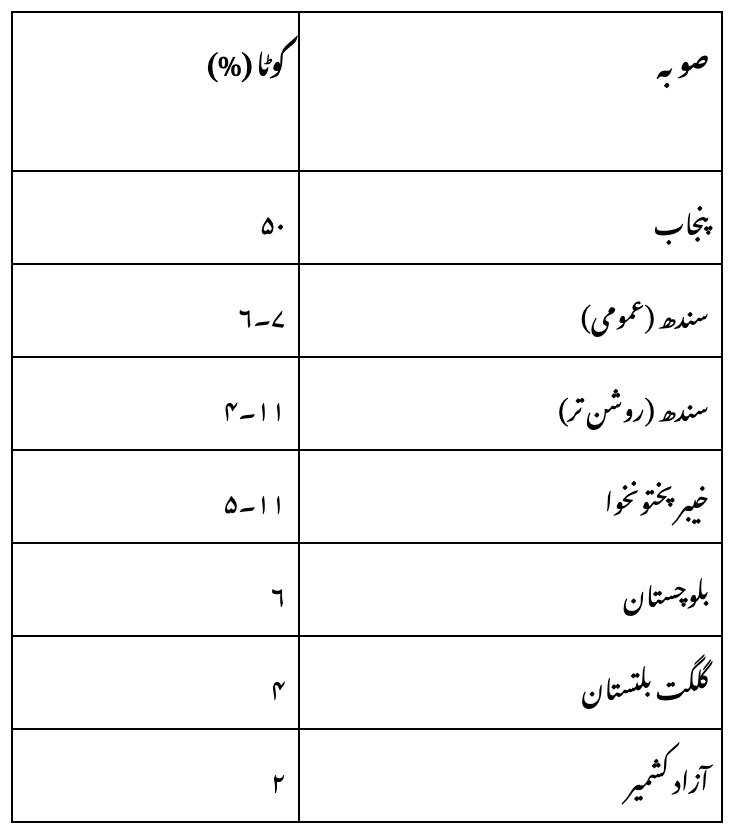 صوبہ کوٹا (%)
پنجاب ۵۰
سندھ (عمومی) ۷۔۶
سندھ (روشن تر) ۱۱۔۴
خیبر پختونخوا ۱۱۔۵
بلوچستان ۶
گلگت بلتستان ۴
آزاد کشمیر ۲